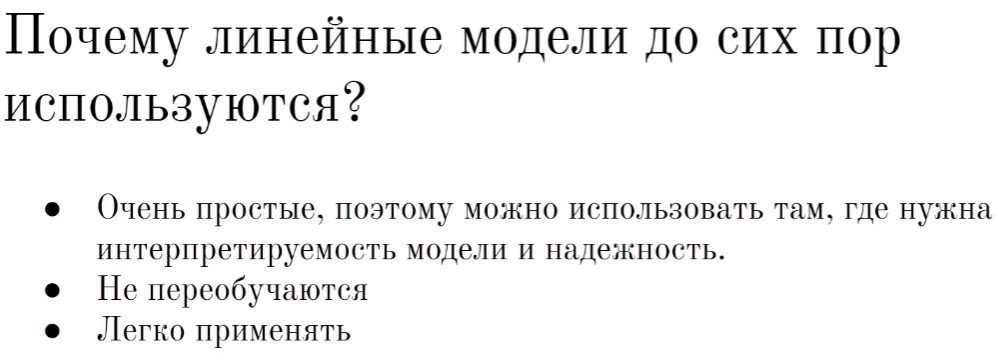 Почему линейные модели до сих пор
используются?
● Очень простые, поэтому можно использовать там, где нужна
интерпретируемость модели и надежность.
● Не переобучаются
● Легко применять